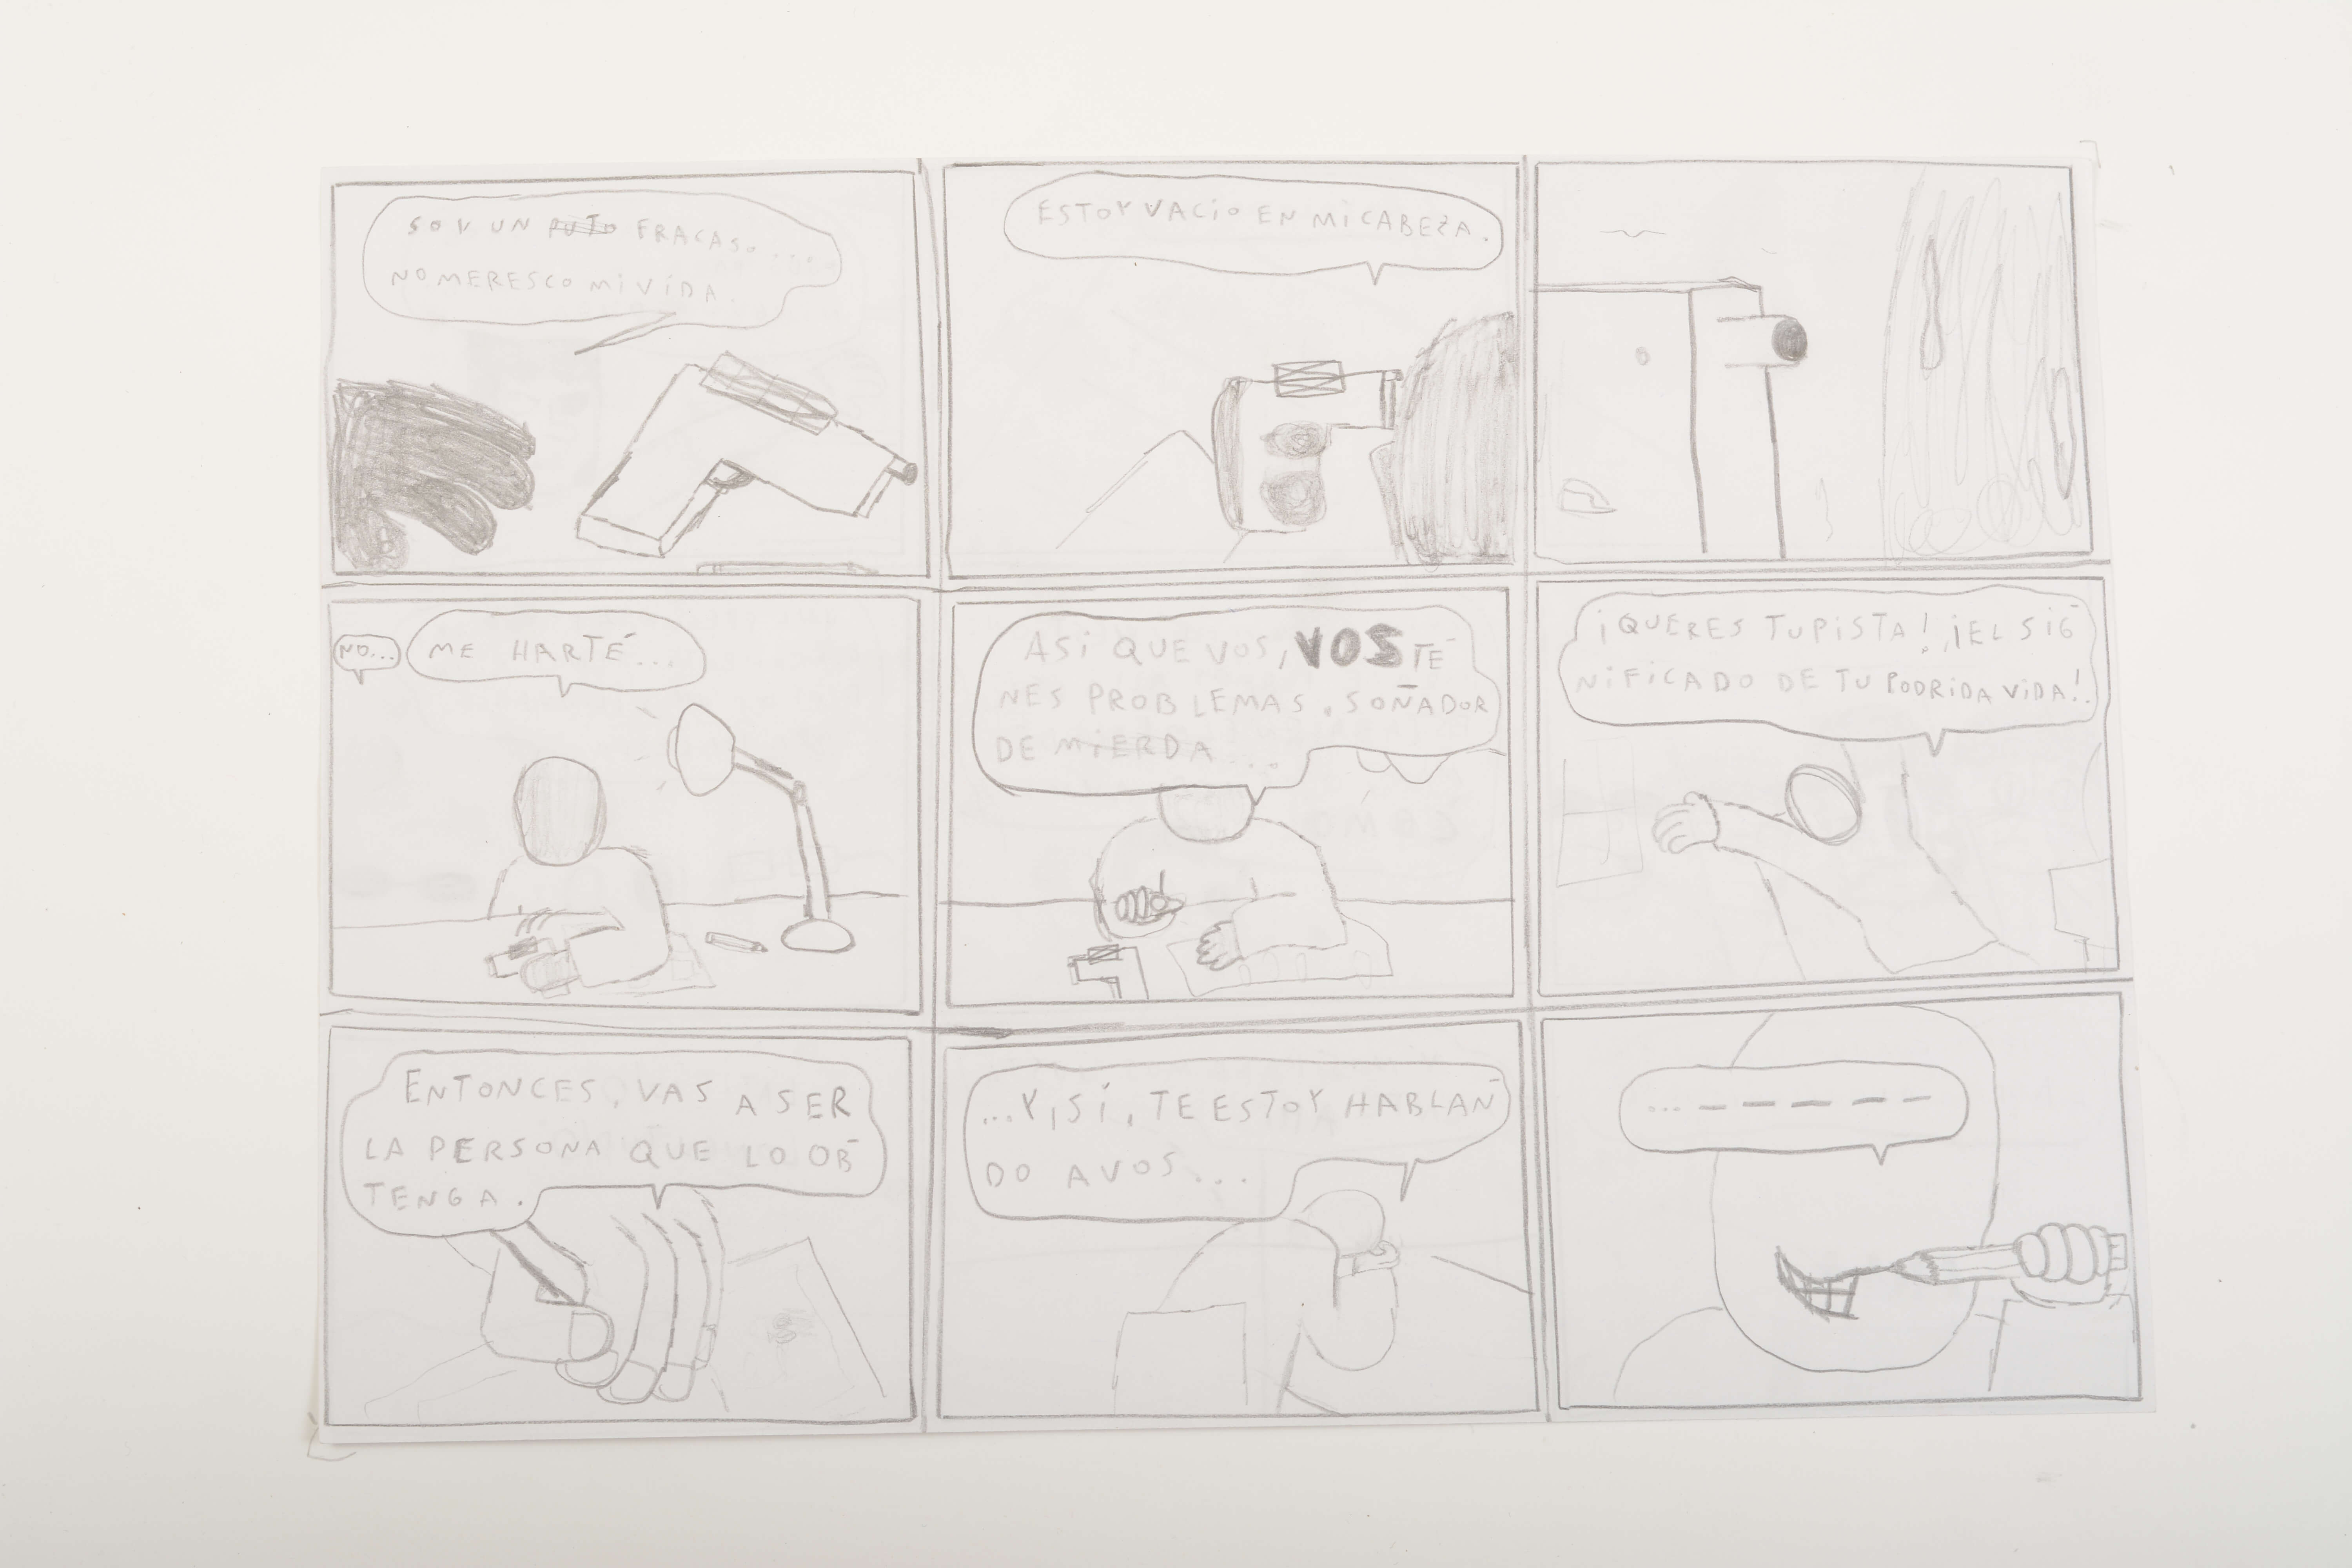 SOY UN PUTO FRACASO...
NO MERESCO MI VIDA.
ESTOY VACIO EN MI CABEZA.
NO...
ME HARTÉ...
ASI QUE VOS, VOS TE
NES PROBLEMAS, SOÑADOR
DE MIERDA...
¡QUERES TU PISTA! ¡EL SIG
NIFICADO DE TU PODRIDA VIDA!
ENTONCES, VAS A SER
LA PERSONA QUE LO OB
TENGA.
...Y, SÍ, TE ESTOY HABLAN
DO A VOS...
... — — — — —